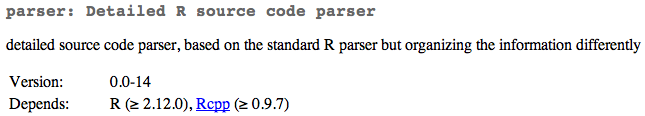 parser: Detailed R source code parser
detailed source code parser, based on the standard R parser but organizing the information differently
Version: 0.0-14
Depends: R (≥ 2.12.0), Rcpp (≥ 0.9.7)